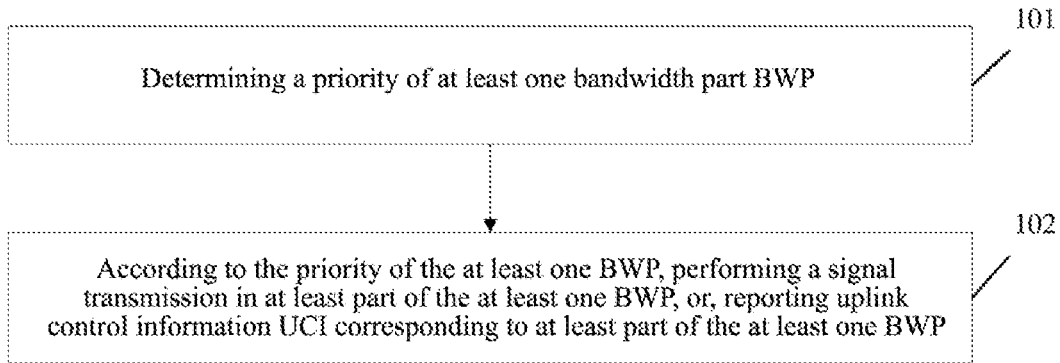 101
Determining a priority of at least one bandwidth part BWP
102
According to the priority of the at least one BWP, performing a signal
transmission in at least part of the at least one BWP, or, reporting uplink
control information UCI corresponding to at least part of the at least one BWP